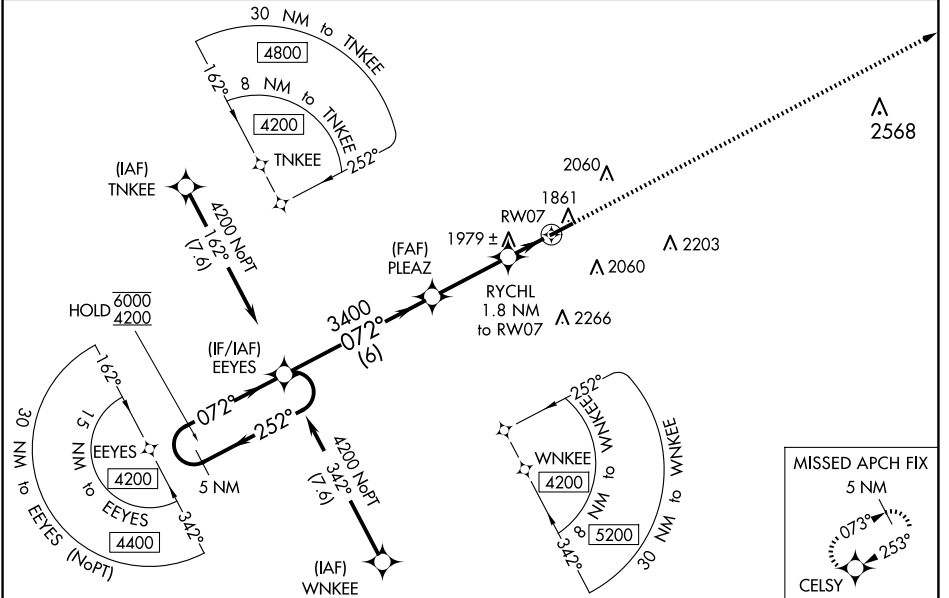 30 NM to TNKEE
4800
162°
8 NM to TNKEE
4200
TNKEE
252°
2568
(IAF)
TNKEE
4200 NoPT
162°
(7.6)
2060
1861
RW07
1979 ±
2203
2060
(FAF)
PLEAZ
RYCHL
1.8 NM
to RW07
2266
HOLD 6000
4200
3400
072°
(6)
(IF/IAF)
EEYES
072°
252°
5 NM
162°
EEYES
4200
15 NM to EEYES
4400
342°
30 NM to EEYES (NoPT)
4200 NoPT
342°
(7.6)
(IAF)
WNKEE
252°
WNKEE
4200
8 NM to WNKEE
5200
342°
30 NM to WNKEE
MISSED APCH FIX
5 NM
073°
253°
CELSY